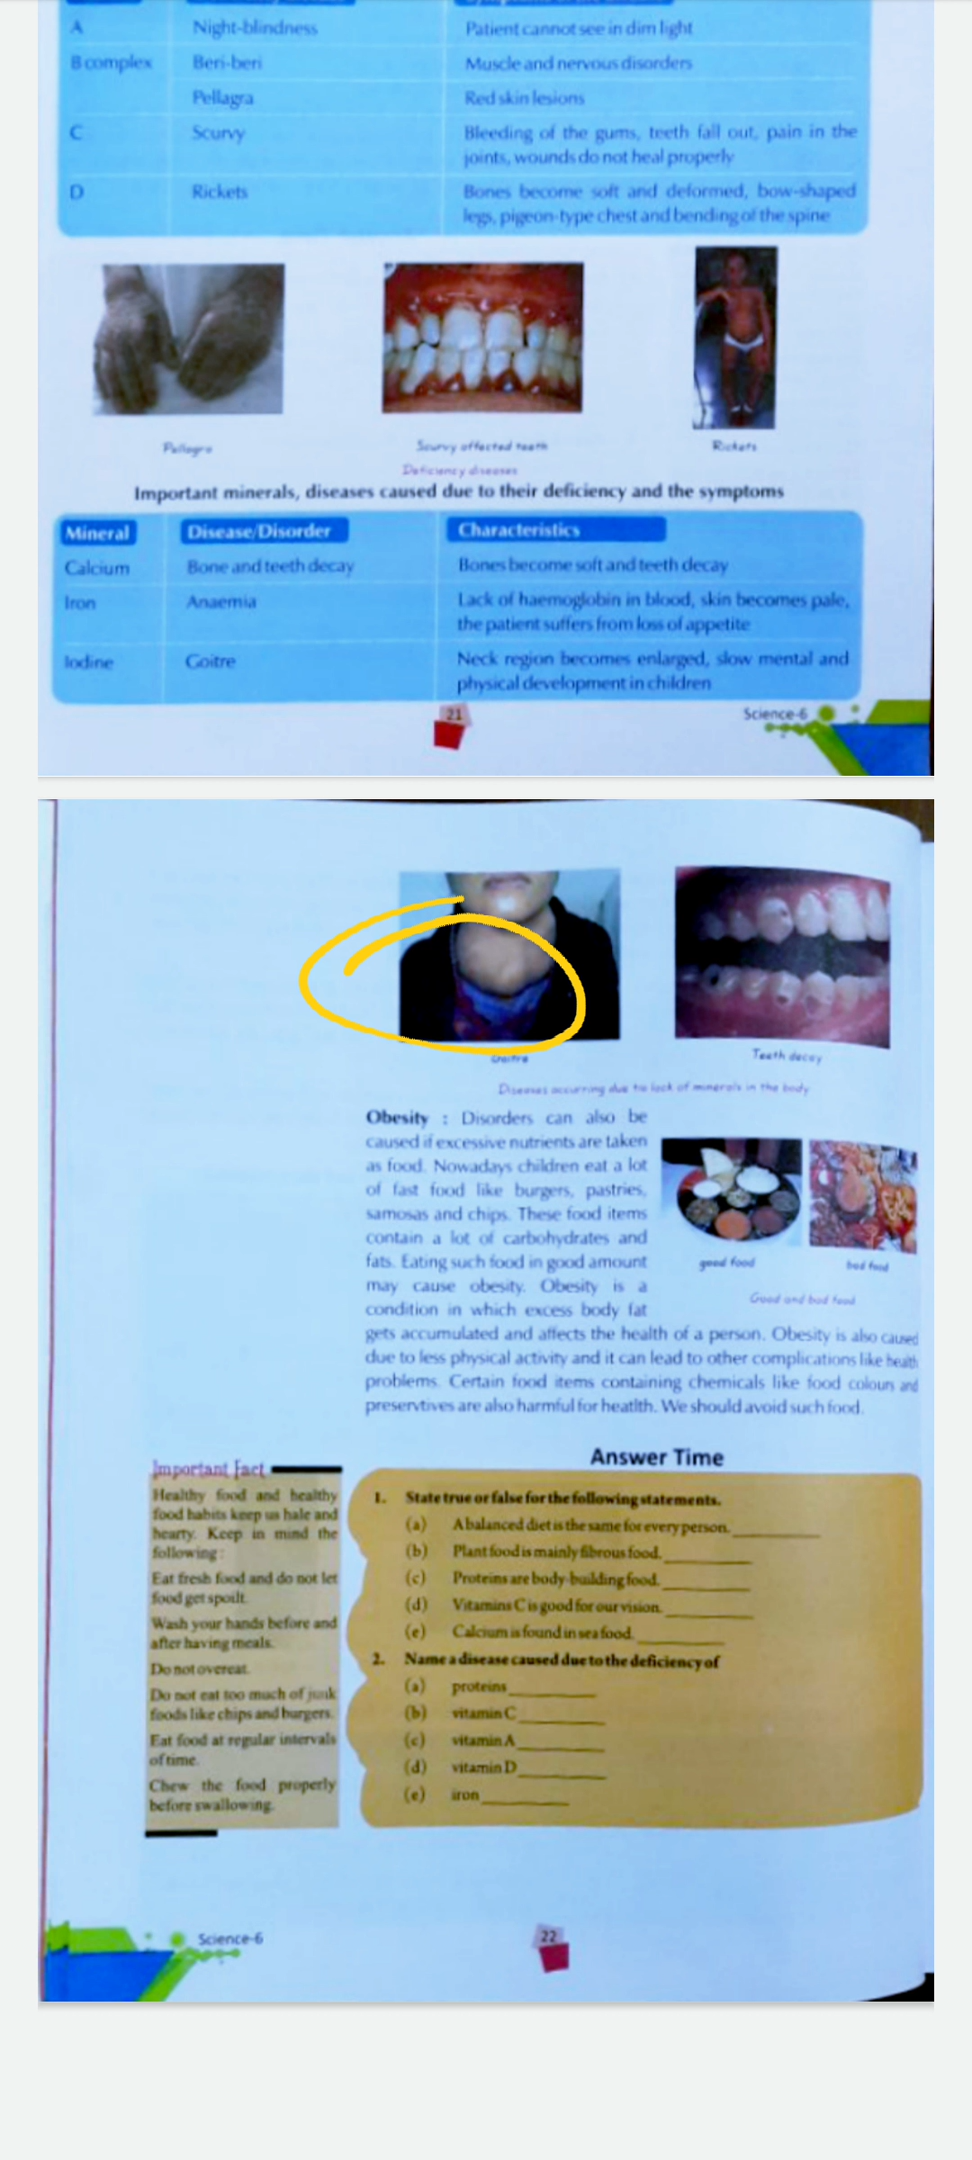 A Night-blindness Patient cannot see in dim light
B complex Beri-beri Muscle and nervous disorders
Pellagra Red skin lesions
C Scurvy Bleeding of the gums, teeth fall out, pain in the
joints, wounds do not heal properly
D Rickets Bones become soft and deformed, bow-shaped
legs, pigeon-type chest and bending of the spine
Pellagra Scurvy affected teeth Rickets
Deficiency diseases
Important minerals, diseases caused due to their deficiency and the symptoms
Mineral Disease/Disorder Characteristics
Calcium Bone and teeth decay Bones become soft and teeth decay
Iron Anaemia Lack of haemoglobin in blood, skin becomes pale,
the patient suffers from loss of appetite
Iodine Goitre Neck region becomes enlarged, slow mental and
physical development in children
21
Science-6
Goitre Teeth decay
Diseases occurring due to lack of minerals in the body
Obesity : Disorders can also be
caused if excessive nutrients are taken
as food. Nowadays children eat a lot
of fast food like burgers, pastries,
samosas and chips. These food items
contain a lot of carbohydrates and
fats. Eating such food in good amount
may cause obesity. Obesity is a
condition in which excess body fat
good food bad food
Good and bad food
gets accumulated and affects the health of a person. Obesity is also caused
due to less physical activity and it can lead to other complications like health
problems. Certain food items containing chemicals like food colours and
preservtives are also harmful for heatlth. We should avoid such food.
Important Fact
Healthy food and healthy
food habits keep us hale and
hearty. Keep in mind the
following:
Eat fresh food and do not let
food get spoilt.
Wash your hands before and
after having meals.
Do not overeat.
Do not eat too much of junk
foods like chips and burgers.
Eat food at regular intervals
of time.
Chew the food properly
before swallowing.
Answer Time
1. State true or false for the following statements.
(a) A balanced diet is the same for every person.
(b) Plant food is mainly fibrous food.
(c) Proteins are body-building food.
(d) Vitamins C is good for our vision.
(e) Calcium is found in sea food.
2. Name a disease caused due to the deficiency of
(a) proteins
(b) vitamin C
(c) vitamin A
(d) vitamin D
(e) iron
Science-6
22